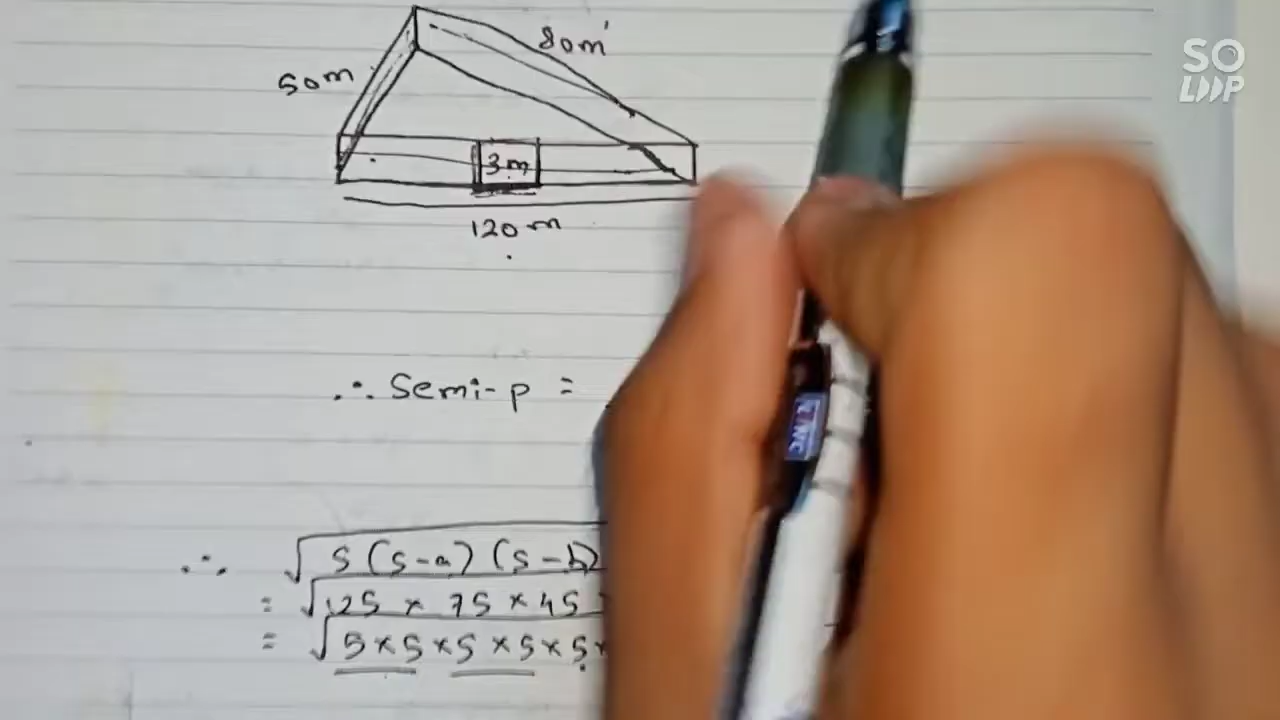 80m
50m
SO
LOOP
3m
120 m
∴ Semi-p =
∴ √s(s-a)(s-b)
= √125 × 75 × 45
= √5×5×5×5×5×